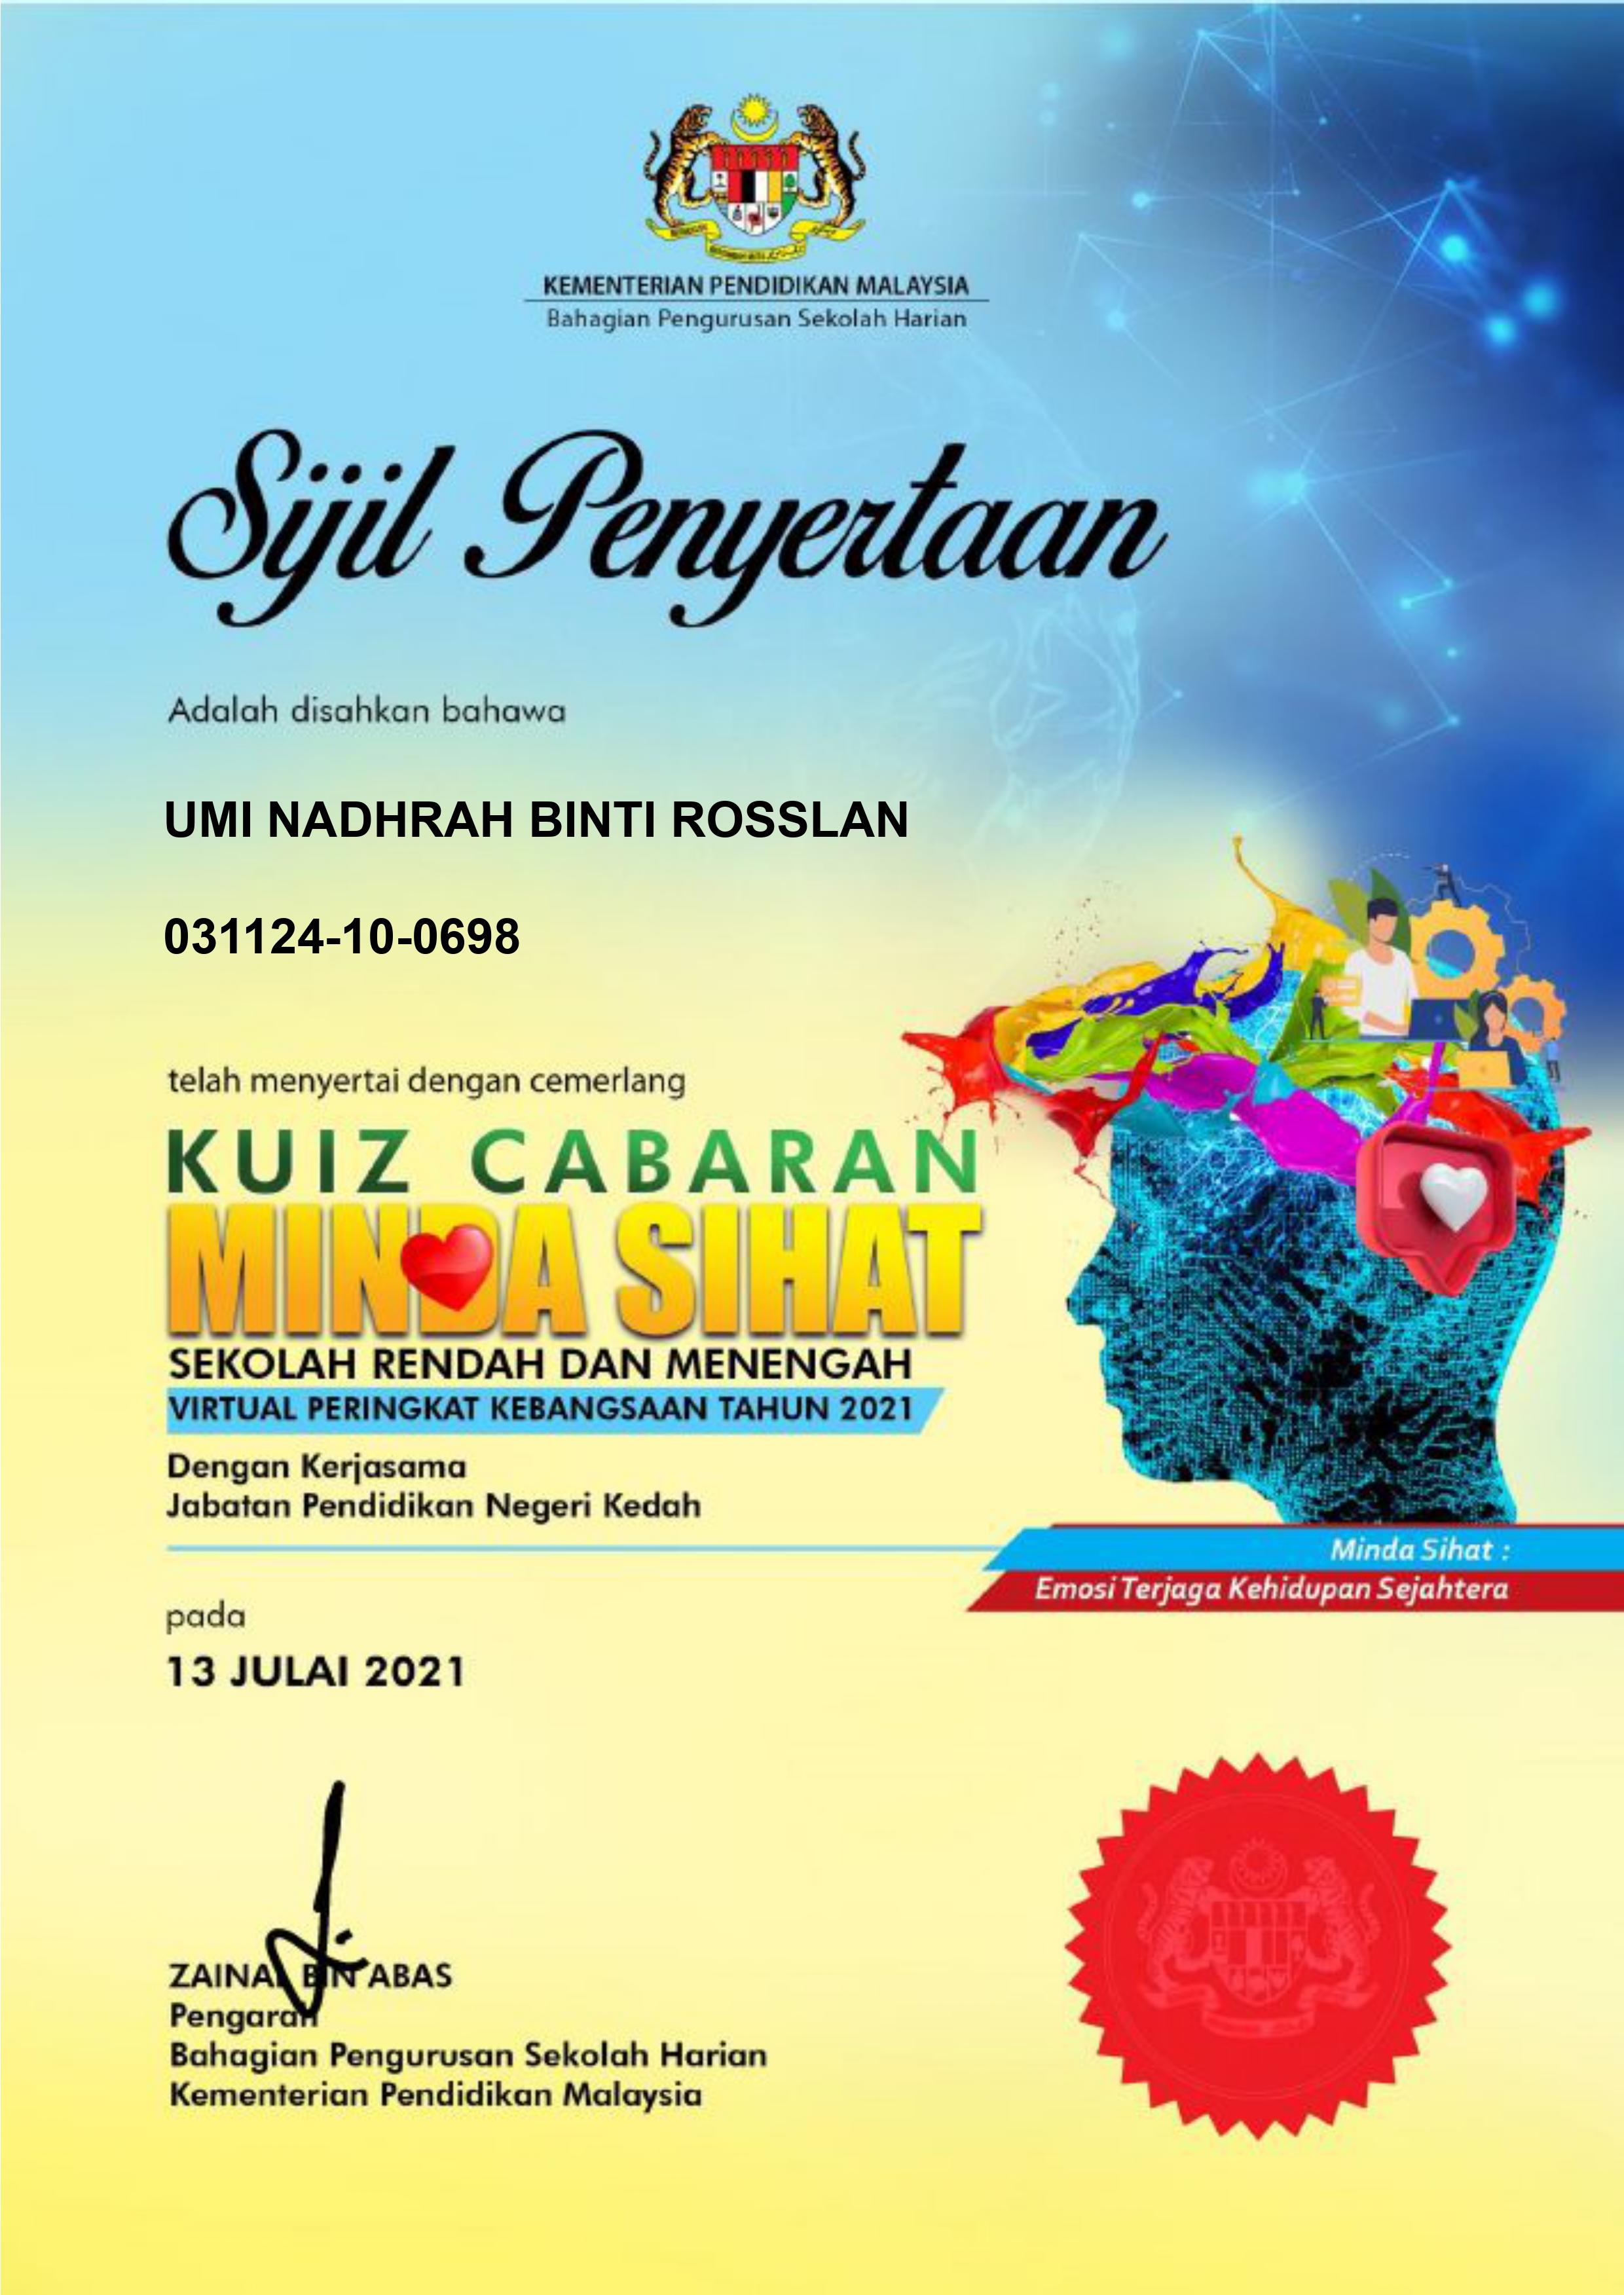 KEMENTERIAN PENDIDIKAN MALAYSIA
Bahagian Pengurusan Sekolah Harian
Sijil Penyertaan
Adalah disahkan bahawa
UMI NADHRAH BINTI ROSSLAN
031124-10-0698
telah menyertai dengan cemerlang
KUIZ CABARAN
MINDA SIHAT
SEKOLAH RENDAH DAN MENENGAH
VIRTUAL PERINGKAT KEBANGSAAN TAHUN 2021
Dengan Kerjasama
Jabatan Pendidikan Negeri Kedah
Minda Sihat :
Emosi Terjaga Kehidupan Sejahtera
pada
13 JULAI 2021
ZAINAL BIN ABAS
Pengarah
Bahagian Pengurusan Sekolah Harian
Kementerian Pendidikan Malaysia